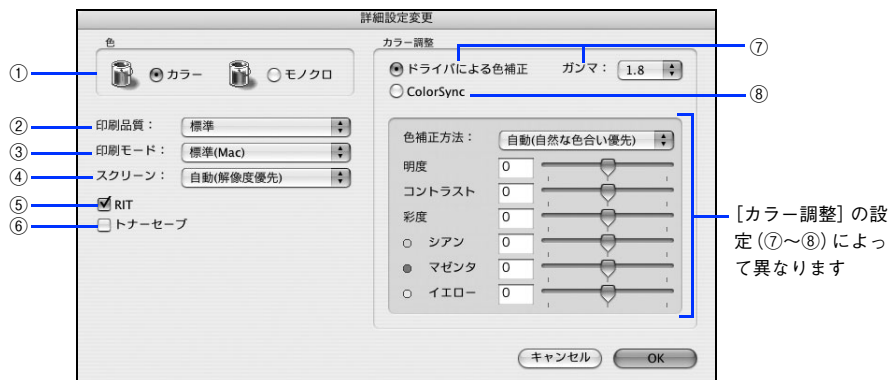 詳細設定変更
色
① カラー モノクロ
② 印刷品質： 標準
③ 印刷モード： 標準(Mac)
④ スクリーン： 自動(解像度優先)
⑤ RIT
⑥ トナーセーブ
カラー調整
ドライバによる色補正 ガンマ： 1.8 ⑦
ColorSync ⑧
色補正方法： 自動(自然な色合い優先)
明度 0
コントラスト 0
彩度 0
シアン 0
マゼンタ 0
イエロー 0
［カラー調整］の設
定（⑦～⑧）によっ
て異なります
キャンセル OK